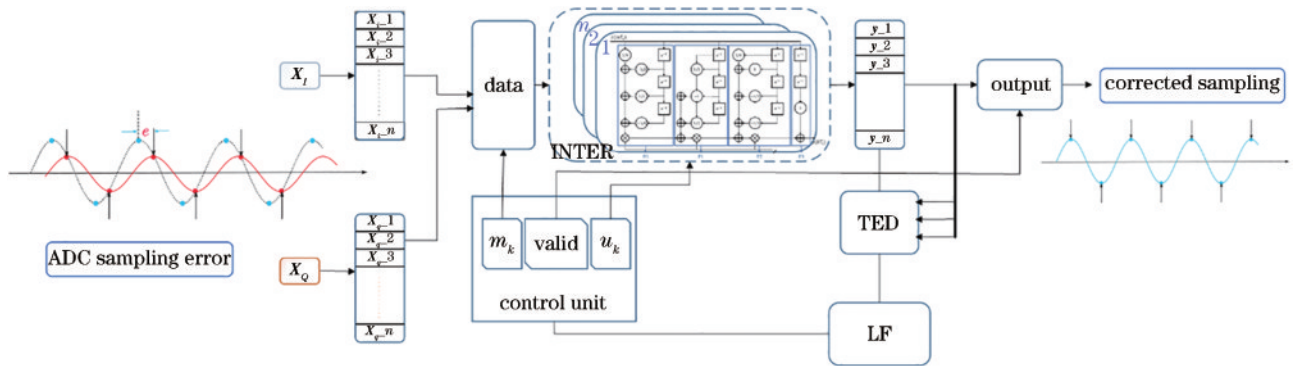 e
ADC sampling error
X_I
X_Q
X_i_1
X_i_2
X_i_3
X_i_n
X_q_1
X_q_2
X_q_3
X_q_n
data
n
2
1
INTER
m_k
valid
u_k
control unit
y_1
y_2
y_3
y_n
TED
LF
output
corrected sampling